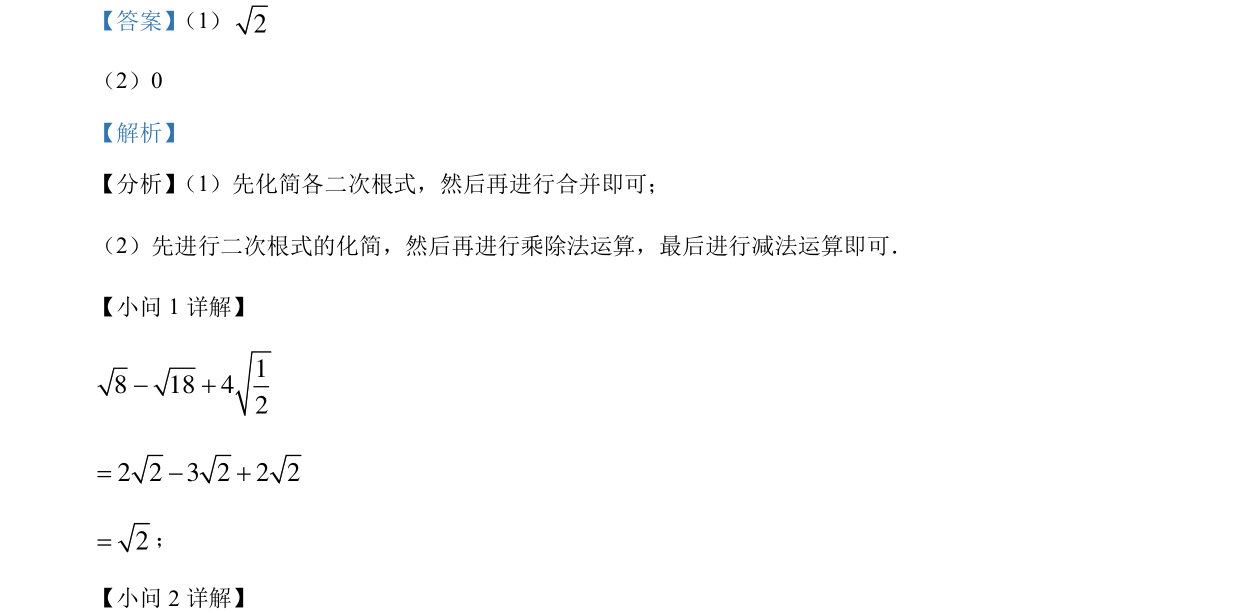 【答案】（1）√2
（2）0
【解析】
【分析】（1）先化简各二次根式，然后再进行合并即可；
（2）先进行二次根式的化简，然后再进行乘除法运算，最后进行减法运算即可．
【小问 1 详解】
√8 − √18 + 4√(1/2)
= 2√2 − 3√2 + 2√2
= √2；
【小问 2 详解】